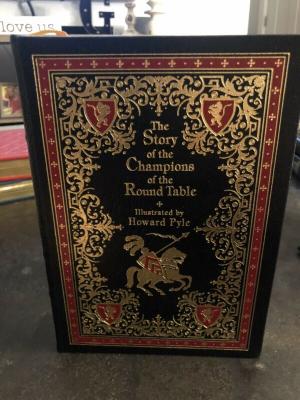 love us
The
Story
of the
Champions
of the
Round Table
Illustrated by
Howard Pyle